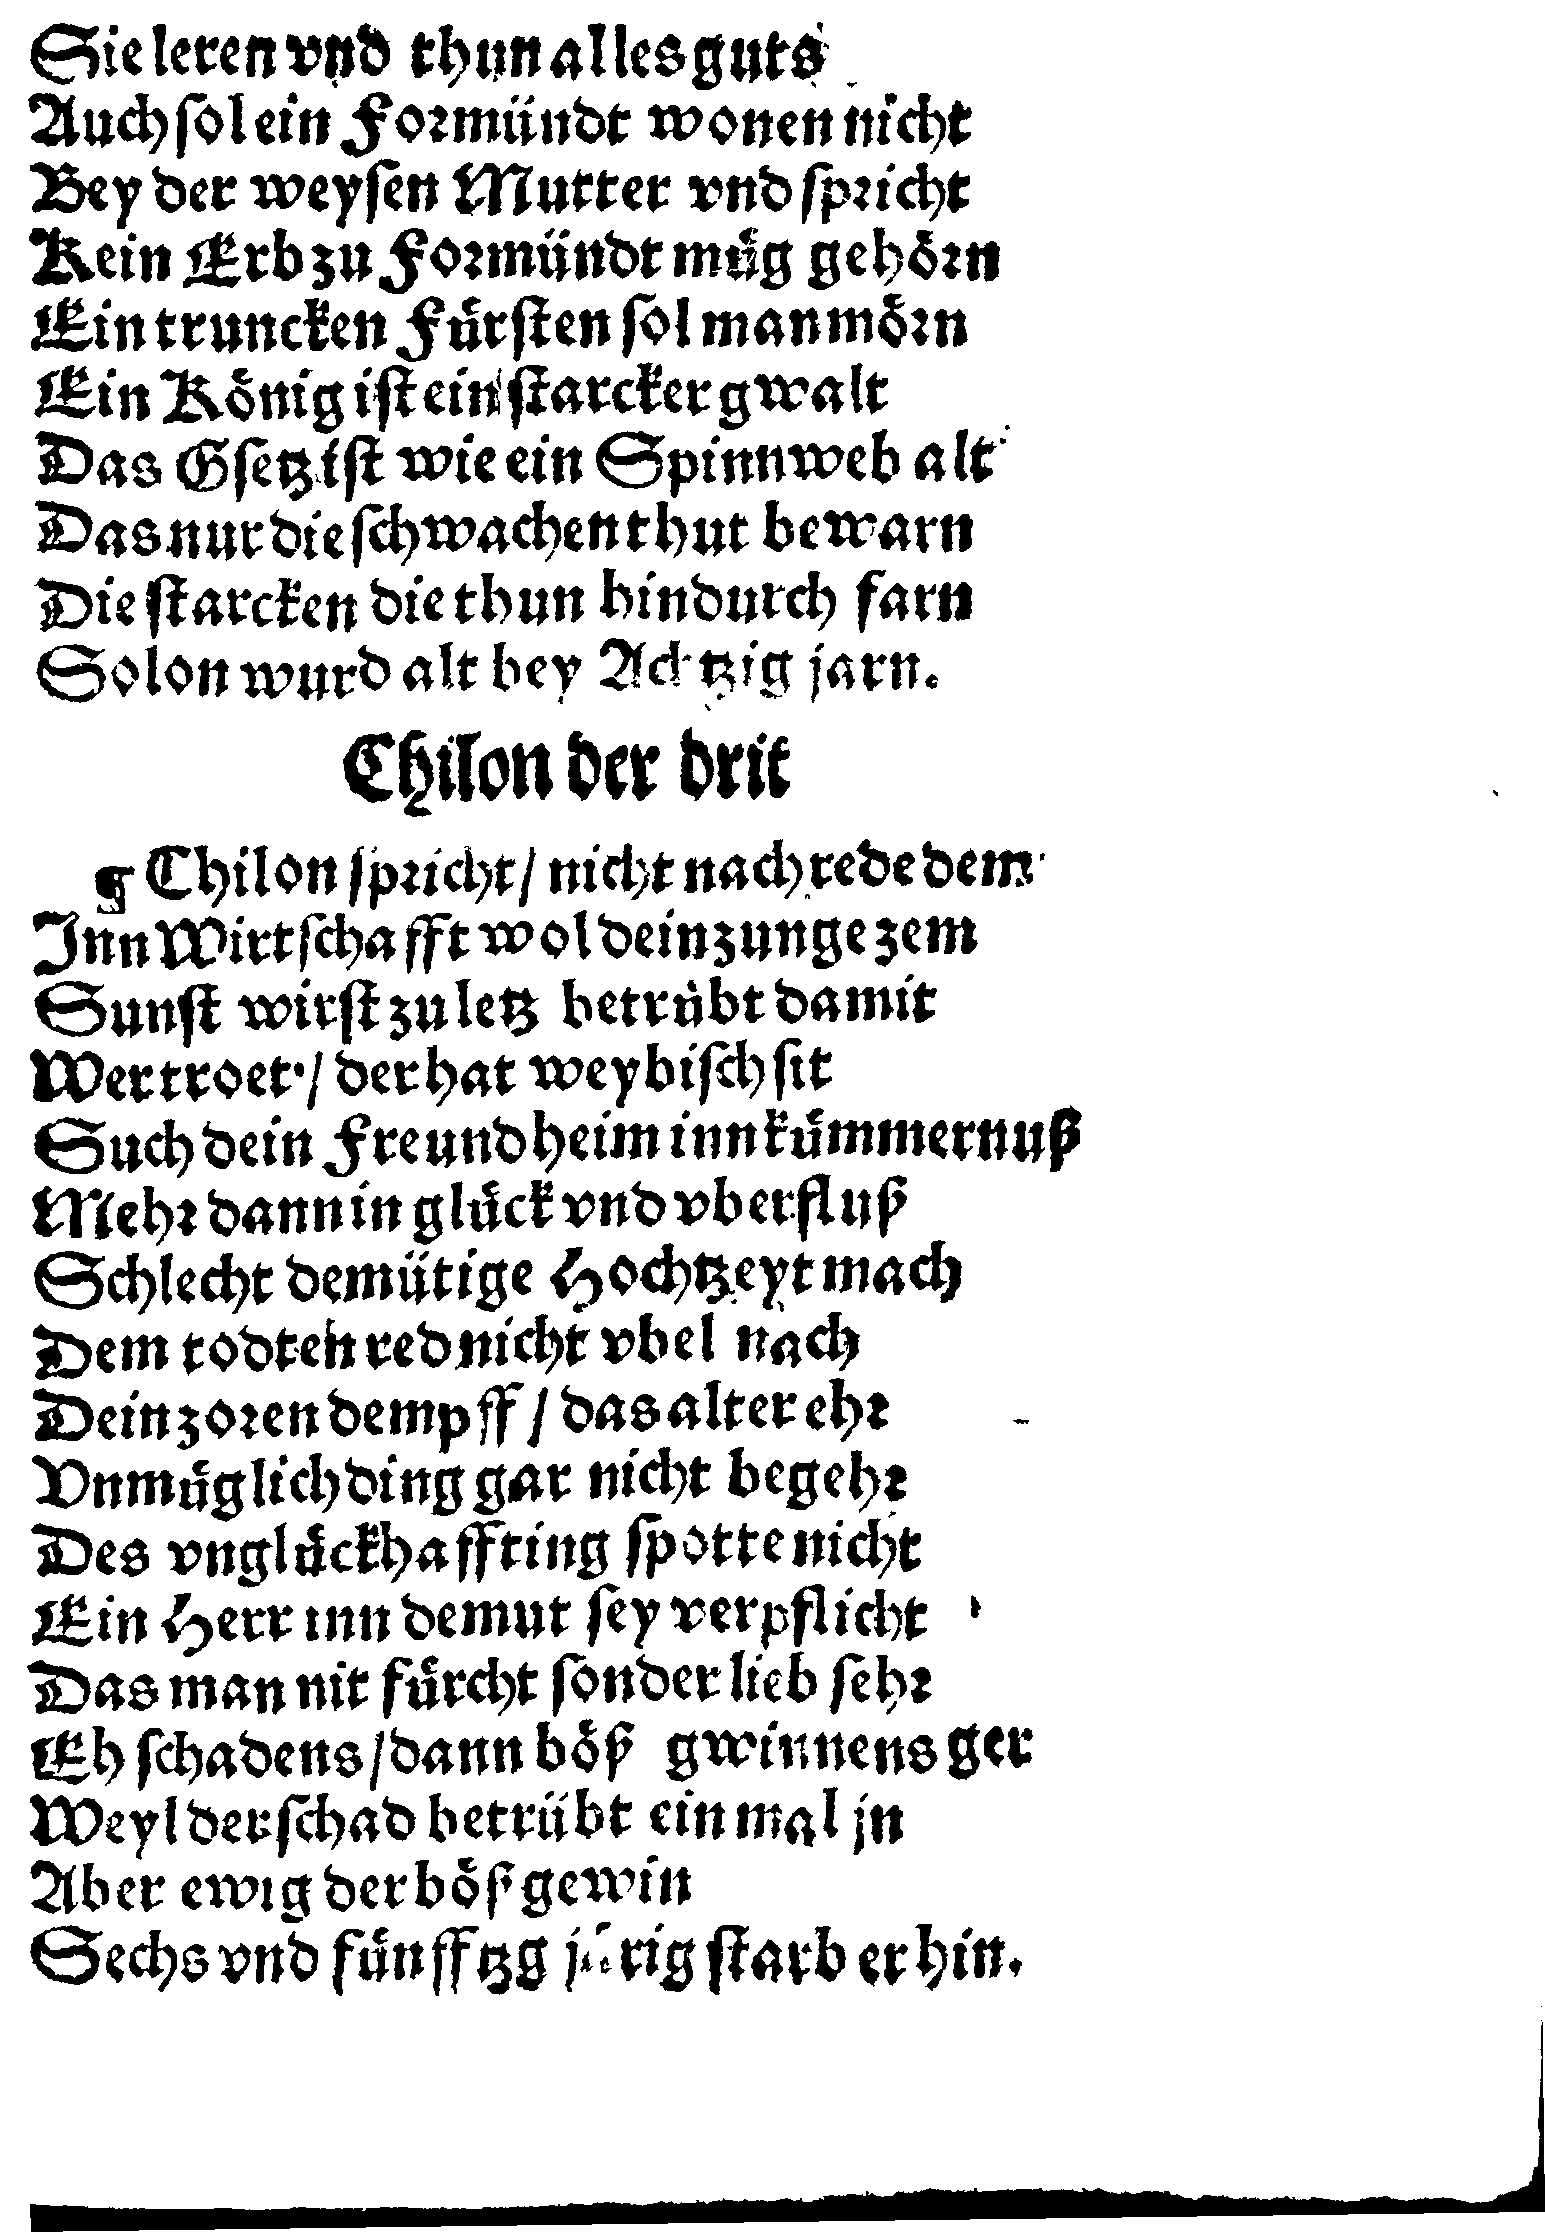 Sie leren vnd thun alles guts
Auch sol ein Formündt wonen nicht
Bey der weysen Mutter vnd spricht
Kein Erb zu Formündt müg gehörn
Ein truncken Fürsten sol man mörn
Ein König ist ein starcker gwalt
Das Gsetz ist wie ein Spinnweb alt
Das nur die schwachen thut bewarn
Die starcken die thun hindurch farn
Solon wurd alt bey Achtzig jarn.
Chilon der drit
¶ Chilon spricht / nicht nach rede dem
Inn Wirtschafft wol dein zunge zem
Sunst wirst zu letz betrübt damit
Wer troet / der hat weybisch sit
Such dein Freund heim inn kümmernuß
Mehr dann in glück vnd vberfluß
Schlecht demütige Hochtzeyt mach
Dem todten red nicht vbel nach
Dein zoren dempff / das alter ehr
Vnmüglich ding gar nicht begehr
Des vnglückhaffting spotte nicht
Ein Herr inn demut sey verpflicht
Das man nit fürcht sonder lieb sehr
Eh schadens / dann böß gwinnens ger
Weyl der schad betrübt ein mal jn
Aber ewig der böß gewin
Sechs vnd fünfftzg järig starb er hin.